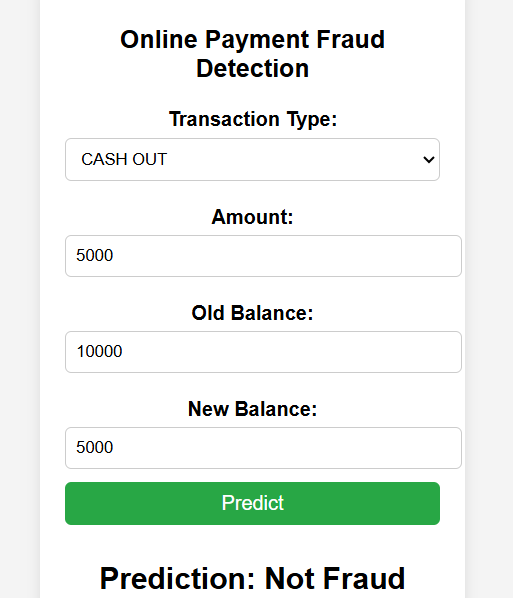 Online Payment Fraud
Detection
Transaction Type:
CASH OUT
Amount:
5000
Old Balance:
10000
New Balance:
5000
Predict
Prediction: Not Fraud